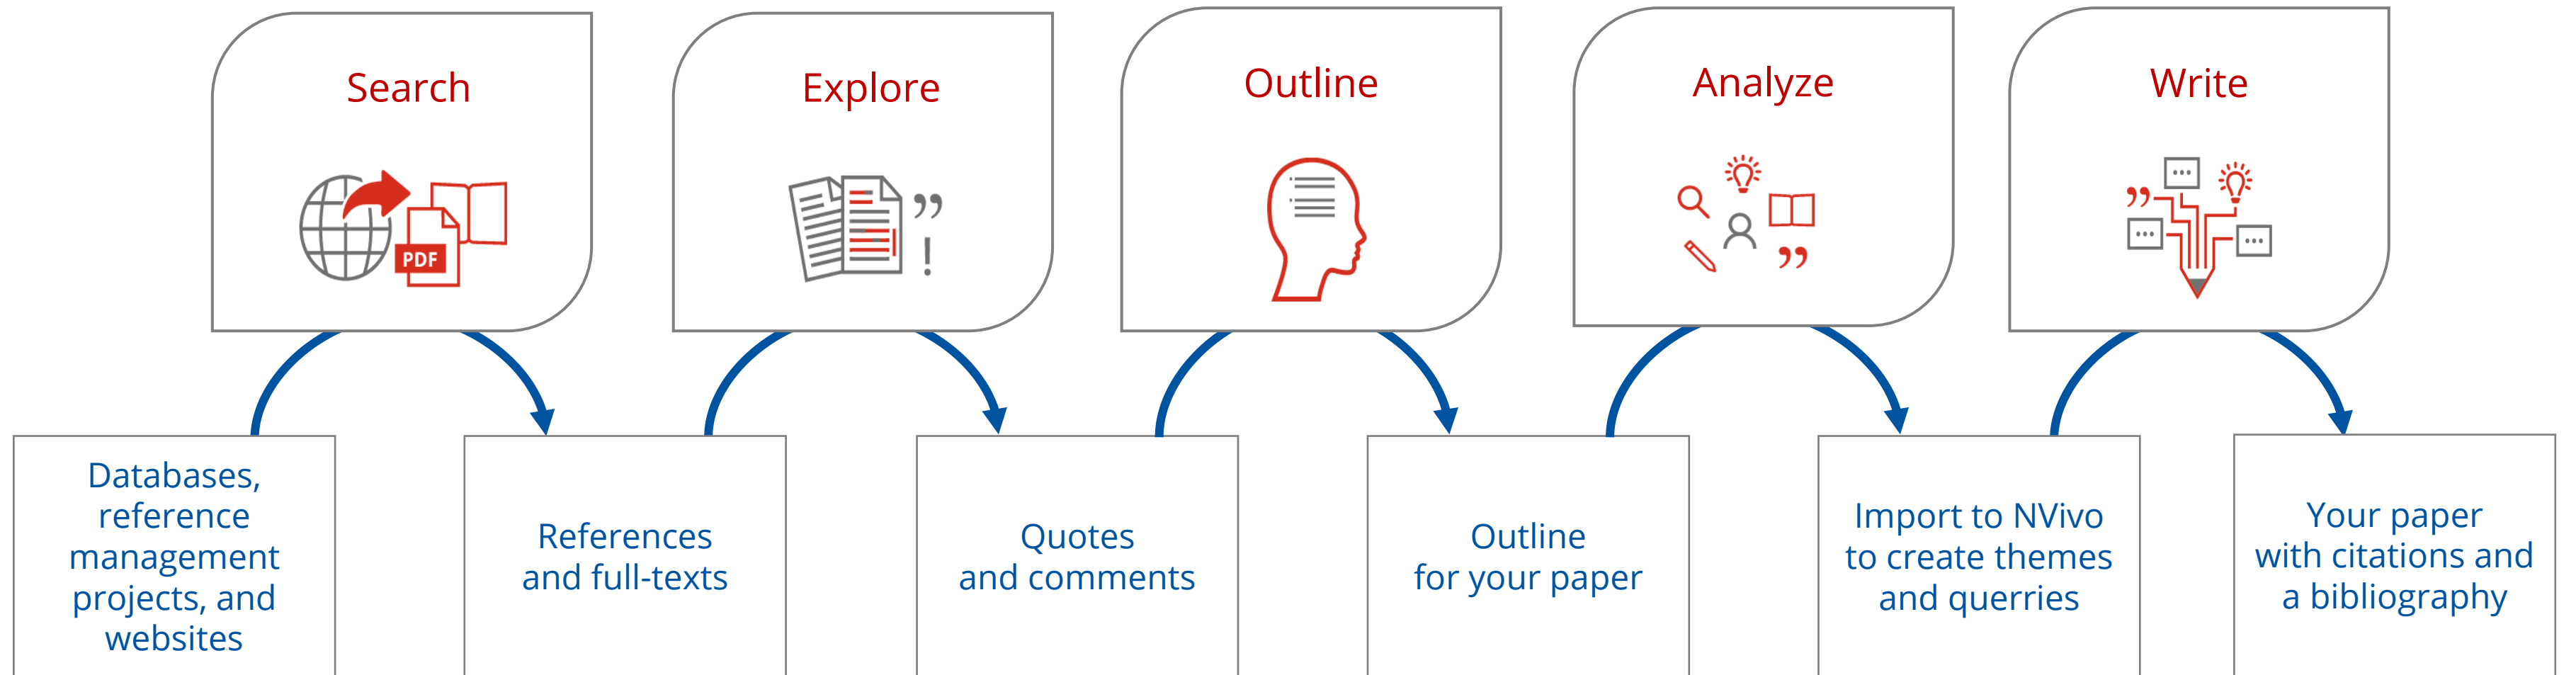 Search
Explore
Outline
Analyze
Write
PDF
Databases,
reference
management
projects, and
websites
References
and full-texts
Quotes
and comments
Outline
for your paper
Import to NVivo
to create themes
and querries
Your paper
with citations and
a bibliography